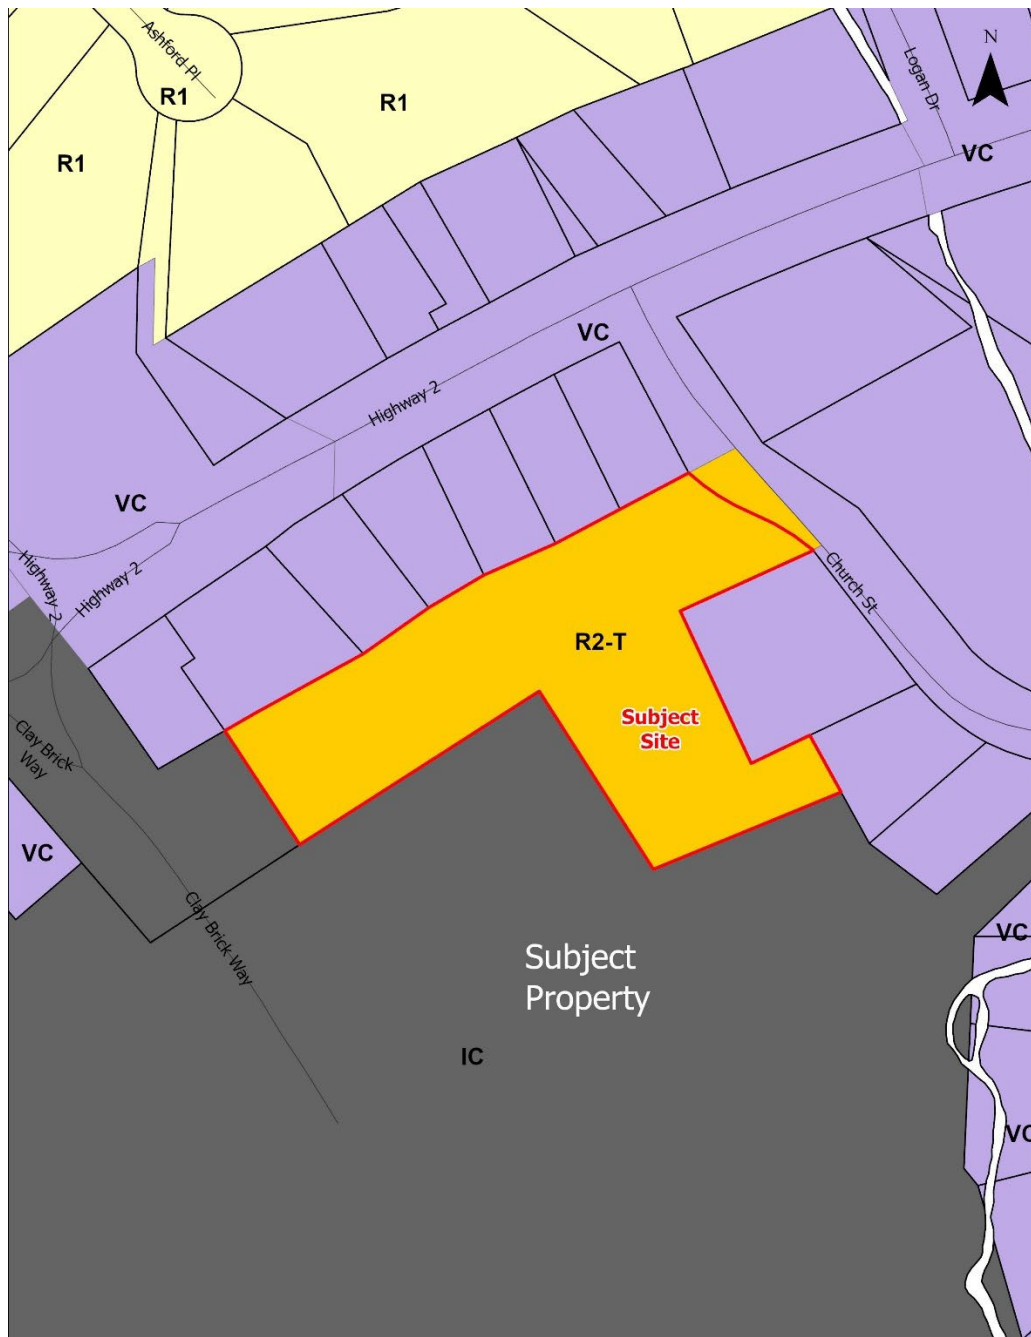 Ashford Pl
R1
R1
R1
Logan Dr
N
VC
VC
Highway 2
VC
Highway 2
Highway 2
Church St
R2-T
Subject
Site
Clay Brick
Way
VC
Clay Brick Way
Subject
Property
VC
IC
VC